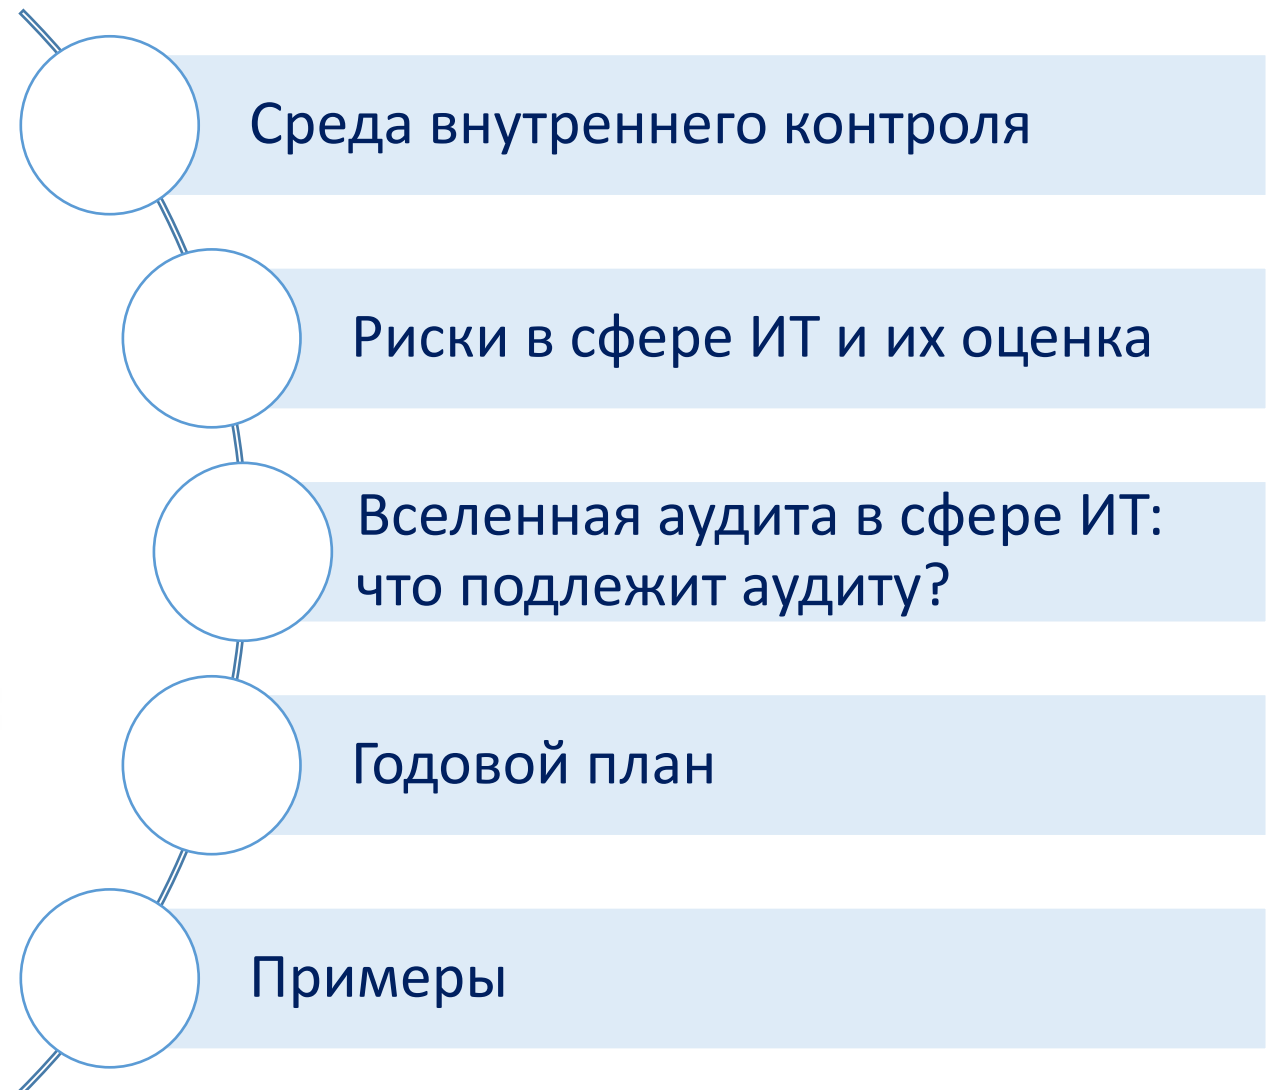 Среда внутреннего контроля
Риски в сфере ИТ и их оценка
Вселенная аудита в сфере ИТ:
что подлежит аудиту?
Годовой план
Примеры